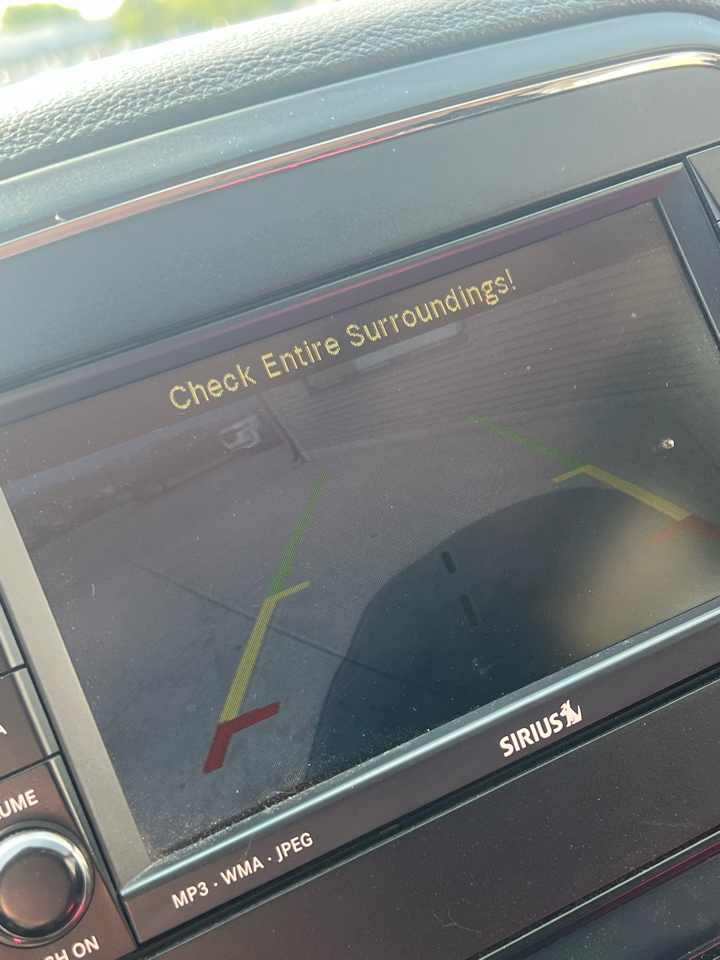 Check Entire Surroundings!
SIRIUS
MP3 · WMA · JPEG